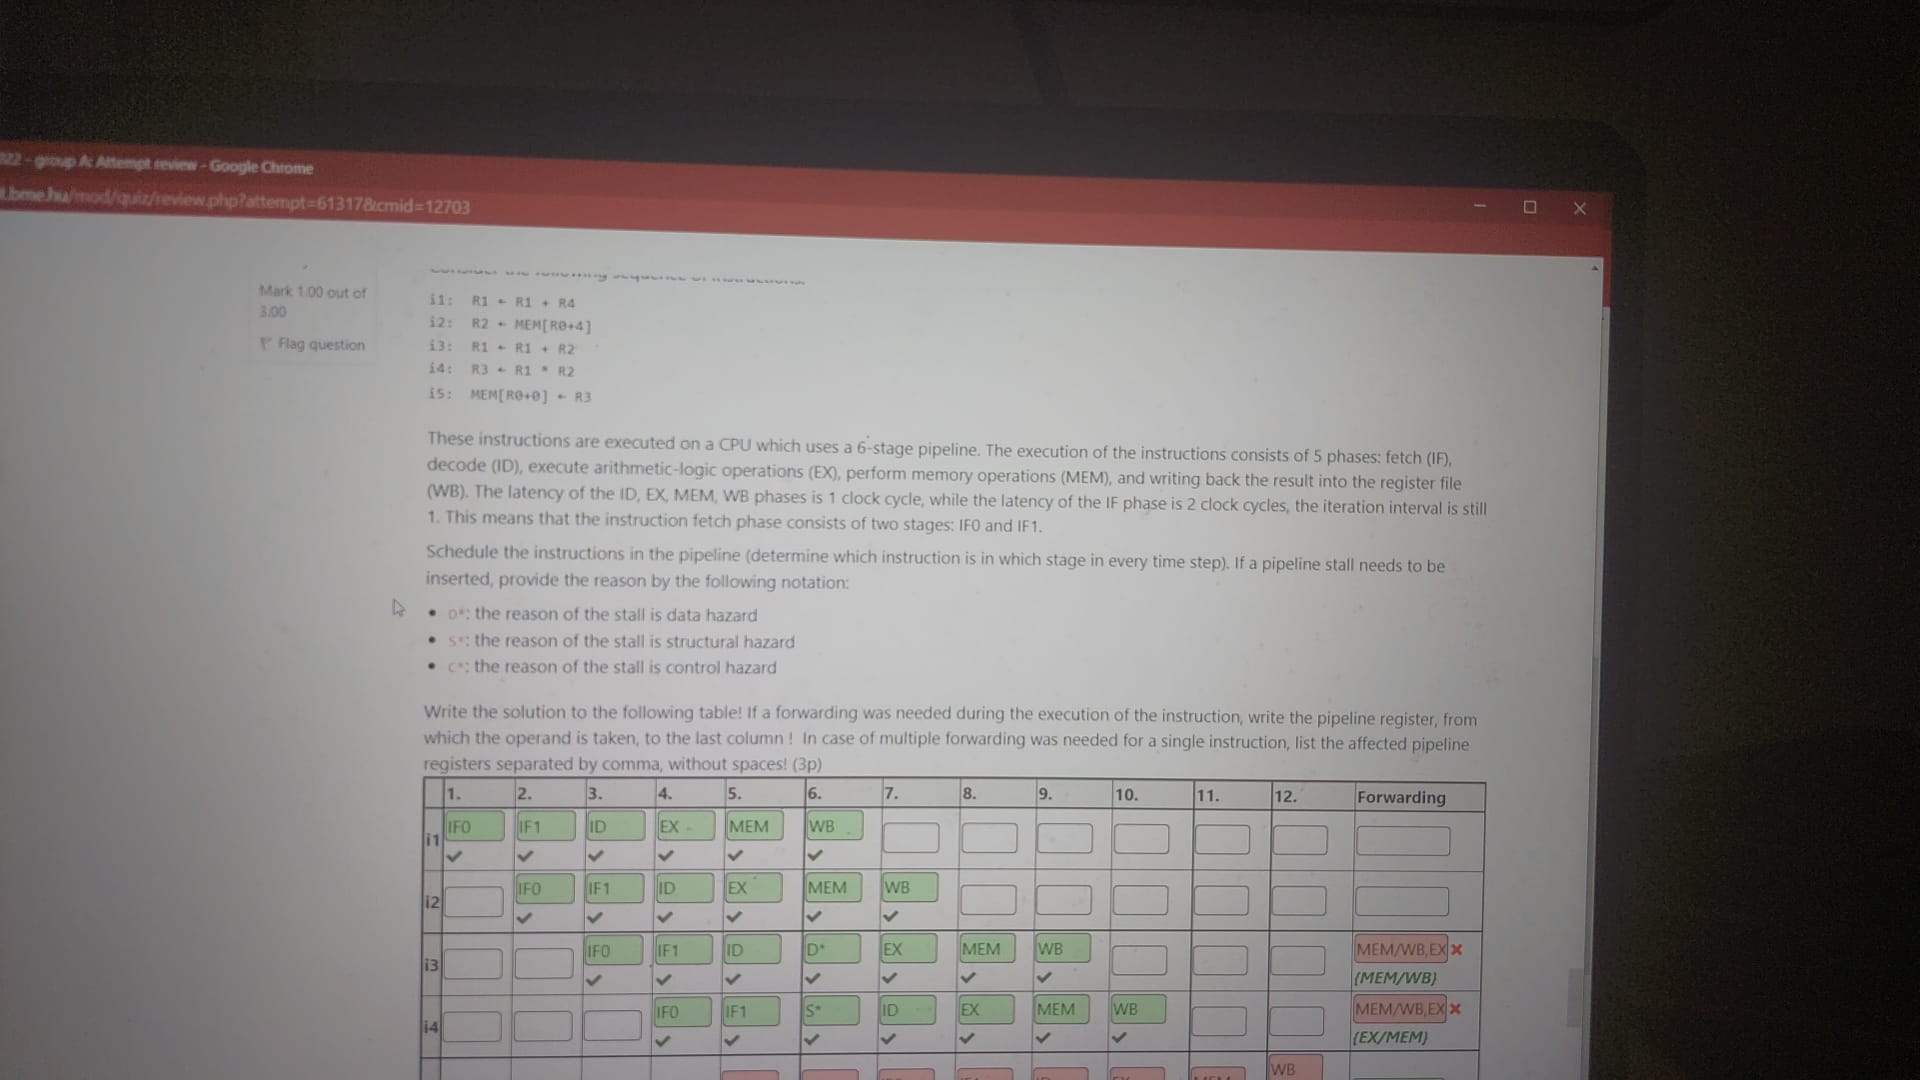 022 - group A: Attempt review - Google Chrome
t.bme.hu/mod/quiz/review.php?attempt=61317&cmid=12703
Mark 1.00 out of
3.00
Flag question
i1: R1 ← R1 + R4
i2: R2 ← MEM[R0+4]
i3: R1 ← R1 + R2
i4: R3 ← R1 * R2
i5: MEM[R0+0] ← R3
These instructions are executed on a CPU which uses a 6-stage pipeline. The execution of the instructions consists of 5 phases: fetch (IF),
decode (ID), execute arithmetic-logic operations (EX), perform memory operations (MEM), and writing back the result into the register file
(WB). The latency of the ID, EX, MEM, WB phases is 1 clock cycle, while the latency of the IF phase is 2 clock cycles, the iteration interval is still
1. This means that the instruction fetch phase consists of two stages: IF0 and IF1.
Schedule the instructions in the pipeline (determine which instruction is in which stage in every time step). If a pipeline stall needs to be
inserted, provide the reason by the following notation:
• D*: the reason of the stall is data hazard
• S*: the reason of the stall is structural hazard
• C*: the reason of the stall is control hazard
Write the solution to the following table! If a forwarding was needed during the execution of the instruction, write the pipeline register, from
which the operand is taken, to the last column ! In case of multiple forwarding was needed for a single instruction, list the affected pipeline
registers separated by comma, without spaces! (3p)
1. 2. 3. 4. 5. 6. 7. 8. 9. 10. 11. 12. Forwarding
i1 IF0 IF1 ID EX MEM WB
i2 IF0 IF1 ID EX MEM WB
i3 IF0 IF1 ID D* EX MEM WB MEM/WB,EX
{MEM/WB}
i4 IF0 IF1 S* ID EX MEM WB MEM/WB,EX
{EX/MEM}
WB